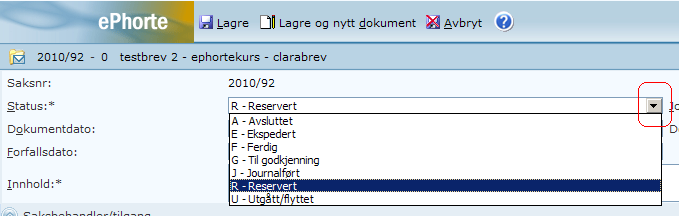 ePhorte Lagre Lagre og nytt dokument Avbryt ?
2010/92 - 0 testbrev 2 - ephortekurs - clarabrev
Saksnr: 2010/92
Status:* R - Reservert
A - Avsluttet
Dokumentdato:
E - Ekspedert
F - Ferdig
Forfallsdato:
G - Til godkjenning
J - Journalført
Innhold:*
R - Reservert
U - Utgått/flyttet
Saksbehandler/tilgang